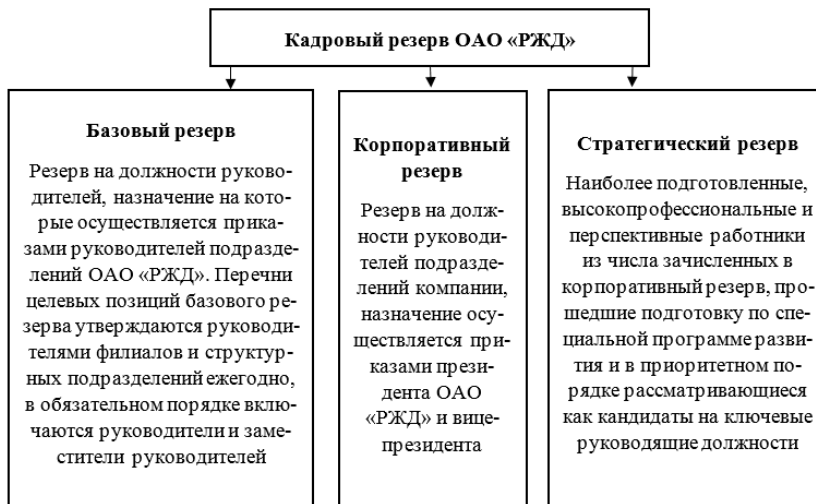 Кадровый резерв ОАО «РЖД»
Базовый резерв
Резерв на должности руково-
дителей, назначение на кото-
рые осуществляется прика-
зами руководителей подразде-
лений ОАО «РЖД». Перечни
целевых позиций базового ре-
зерва утверждаются руководи-
телями филиалов и структур-
ных подразделений ежегодно,
в обязательном порядке вклю-
чаются руководители и заме-
стители руководителей
Корпоративный
резерв
Резерв на долж-
ности руководи-
телей подразде-
лений компании,
назначение осу-
ществляется при-
казами прези-
дента ОАО
«РЖД» и вице-
президента
Стратегический резерв
Наиболее подготовленные,
высокопрофессиональные и
перспективные работники
из числа зачисленных в
корпоративный резерв, про-
шедшие подготовку по спе-
циальной программе разви-
тия и в приоритетном по-
рядке рассматривающиеся
как кандидаты на ключевые
руководящие должности